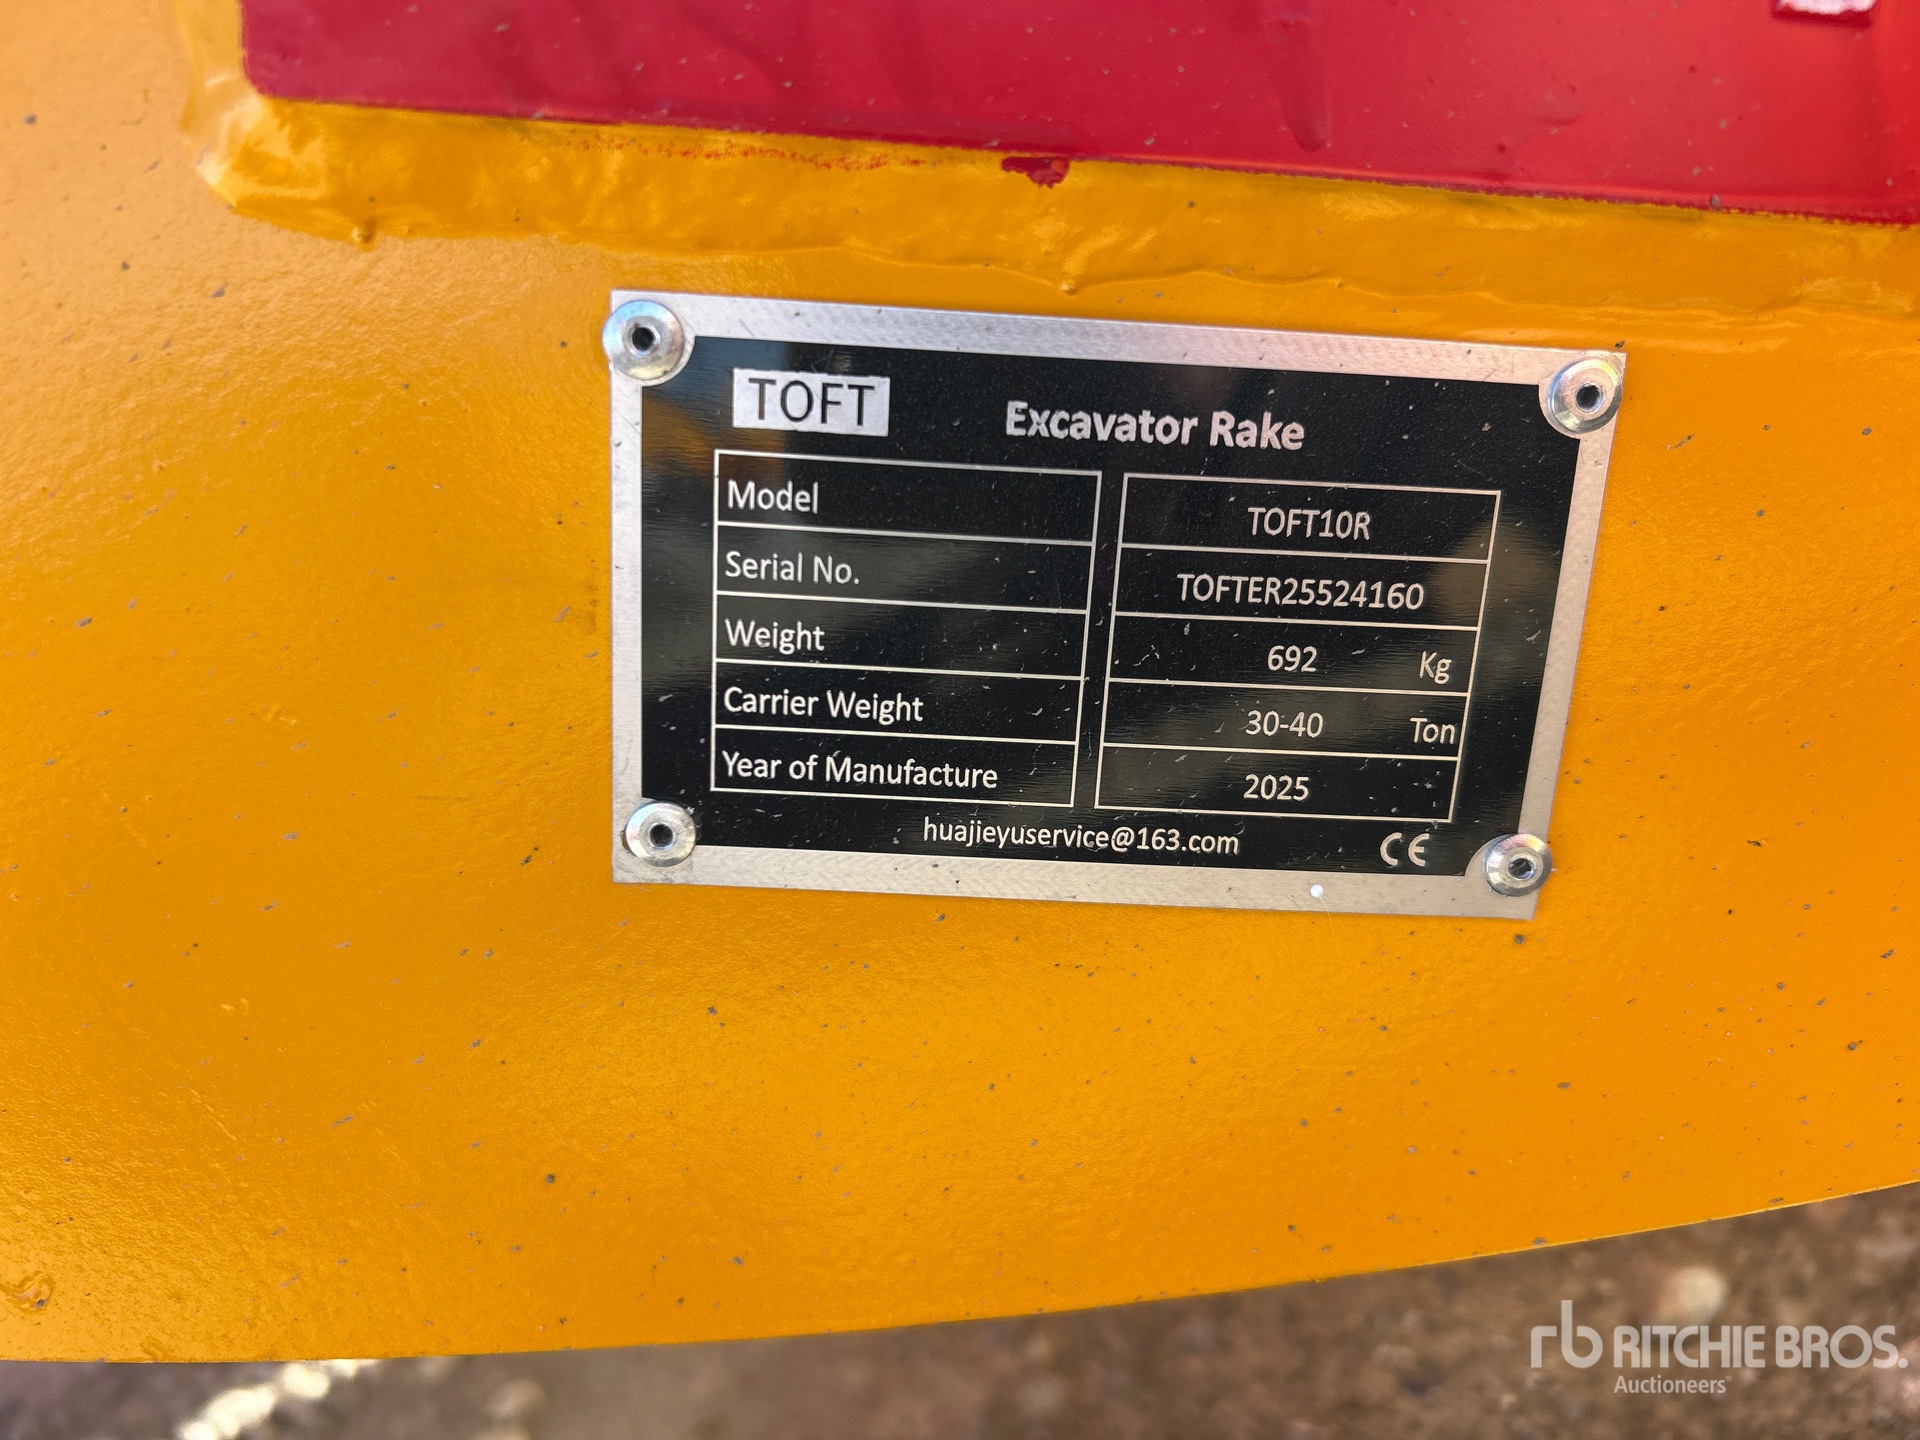 TOFT
Excavator Rake
Model TOFT10R
Serial No. TOFTER25524160
Weight 692 Kg
Carrier Weight 30-40 Ton
Year of Manufacture 2025
huajieyuservice@163.com CE
rb RITCHIE BROS.
Auctioneers